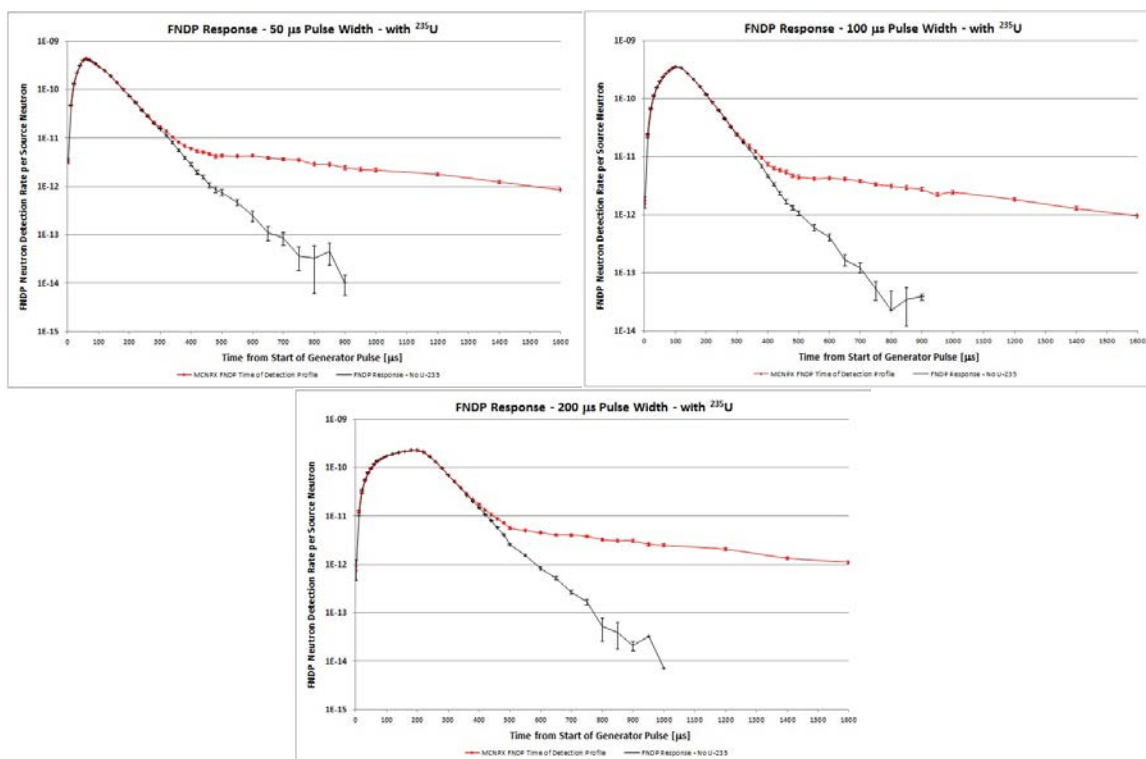 FNDP Response - 50 µs Pulse Width - with ²³⁵U
FNDP Neutron Detection Rate per Source Neutron
1E-09
1E-10
1E-11
1E-12
1E-13
1E-14
1E-15
0 100 200 300 400 500 600 700 800 900 1000 1100 1200 1300 1400 1500 1600
Time from Start of Generator Pulse [µs]
MCNPX FNDP Time of Detection Profile FNDP Response - No U-235
FNDP Response - 100 µs Pulse Width - with ²³⁵U
FNDP Neutron Detection Rate per Source Neutron
1E-09
1E-10
1E-11
1E-12
1E-13
1E-14
0 100 200 300 400 500 600 700 800 900 1000 1100 1200 1300 1400 1500 1600
Time from Start of Generator Pulse [µs]
MCNPX FNDP Time of Detection Profile FNDP Response - No U-235
FNDP Response - 200 µs Pulse Width - with ²³⁵U
FNDP Neutron Detection Rate per Source Neutron
1E-09
1E-10
1E-11
1E-12
1E-13
1E-14
1E-15
0 100 200 300 400 500 600 700 800 900 1000 1100 1200 1300 1400 1500 1600
Time from Start of Generator Pulse [µs]
MCNPX FNDP Time of Detection Profile FNDP Response - No U-235